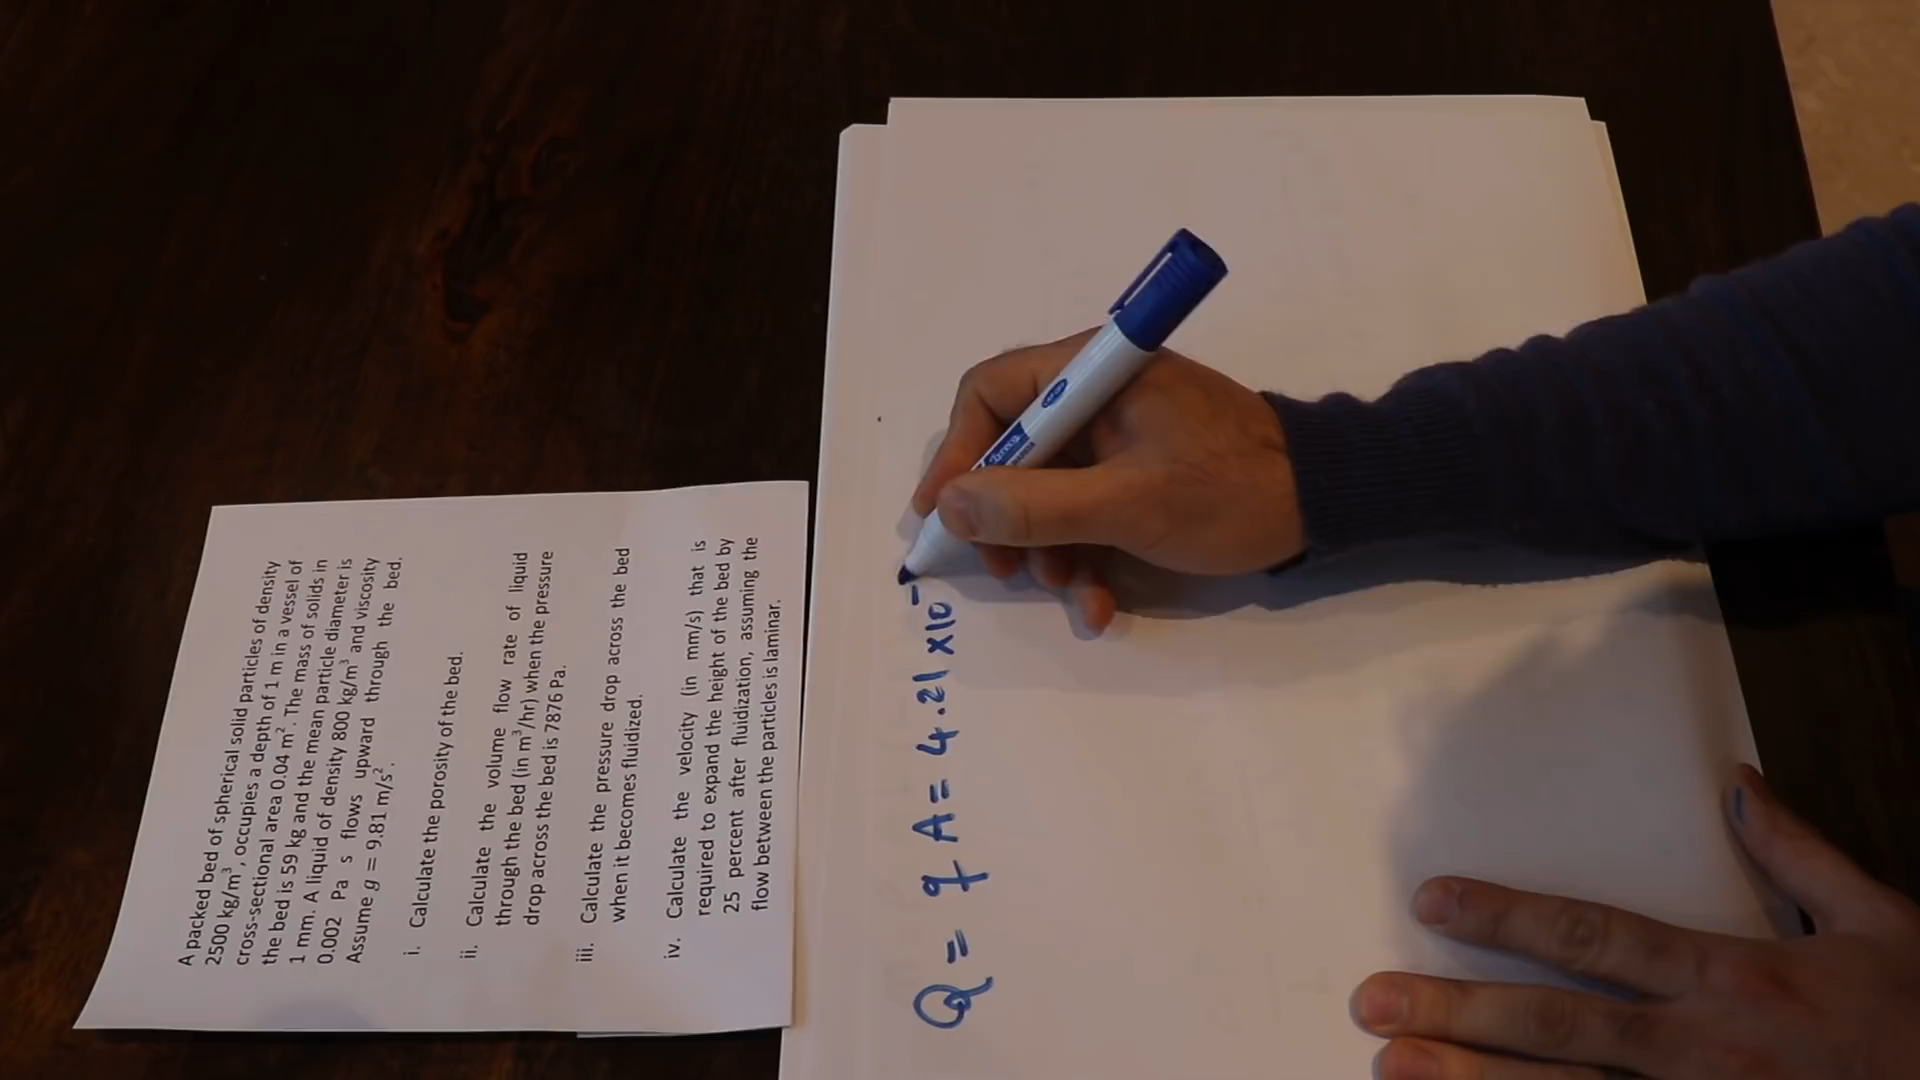 A packed bed of spherical solid particles of density
2500 kg/m³, occupies a depth of 1 m in a vessel of
cross-sectional area 0.04 m². The mass of solids in
the bed is 59 kg and the mean particle diameter is
1 mm. A liquid of density 800 kg/m³ and viscosity
0.002 Pa s flows upward through the bed.
Assume g = 9.81 m/s².
i. Calculate the porosity of the bed.
ii. Calculate the volume flow rate of liquid
through the bed (in m³/hr) when the pressure
drop across the bed is 7876 Pa.
iii. Calculate the pressure drop across the bed
when it becomes fluidized.
iv. Calculate the velocity (in mm/s) that is
required to expand the height of the bed by
25 percent after fluidization, assuming the
flow between the particles is laminar.
Q = q A = 4.21 x10⁻